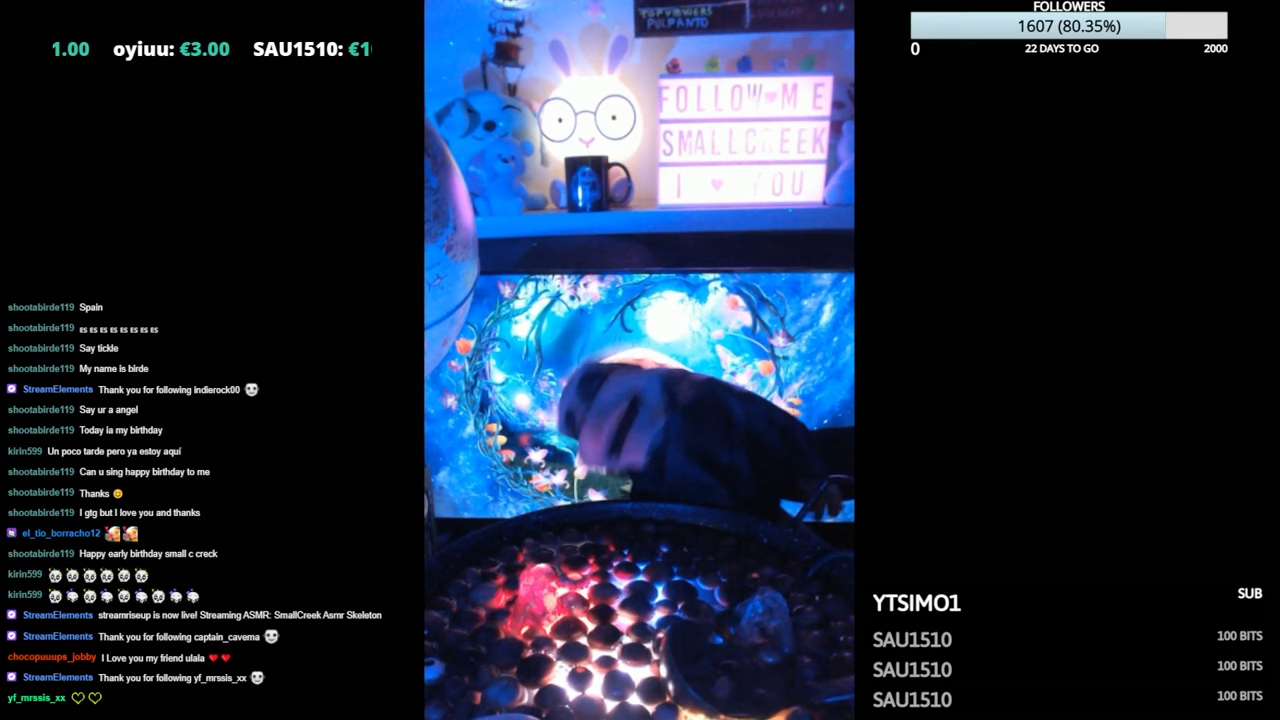 1.00 oyiuu: €3.00 SAU1510: €1
FOLLOWERS
1607 (80.35%)
0 22 DAYS TO GO 2000
FOLLOW ♥ M E
SMALLCREEK
I ♥ YOU
shootabirde119 Spain
shootabirde119 ES ES ES ES ES ES ES ES
shootabirde119 Say tickle
shootabirde119 My name is birde
StreamElements Thank you for following indierock00
shootabirde119 Say ur a angel
shootabirde119 Today ia my birthday
kirin599 Un poco tarde pero ya estoy aquí
shootabirde119 Can u sing happy birthday to me
shootabirde119 Thanks 😊
shootabirde119 I gtg but I love you and thanks
el_tio_borracho12
shootabirde119 Happy early birthday small c creck
kirin599
kirin599
StreamElements streamriseup is now live! Streaming ASMR: SmallCreek Asmr Skeleton
StreamElements Thank you for following captain_cavema
chocopuuups_jobby I Love you my friend ulala ♥ ♥
StreamElements Thank you for following yf_mrssis_xx
yf_mrssis_xx ♡ ♡
YTSIMO1 SUB
SAU1510 100 BITS
SAU1510 100 BITS
SAU1510 100 BITS